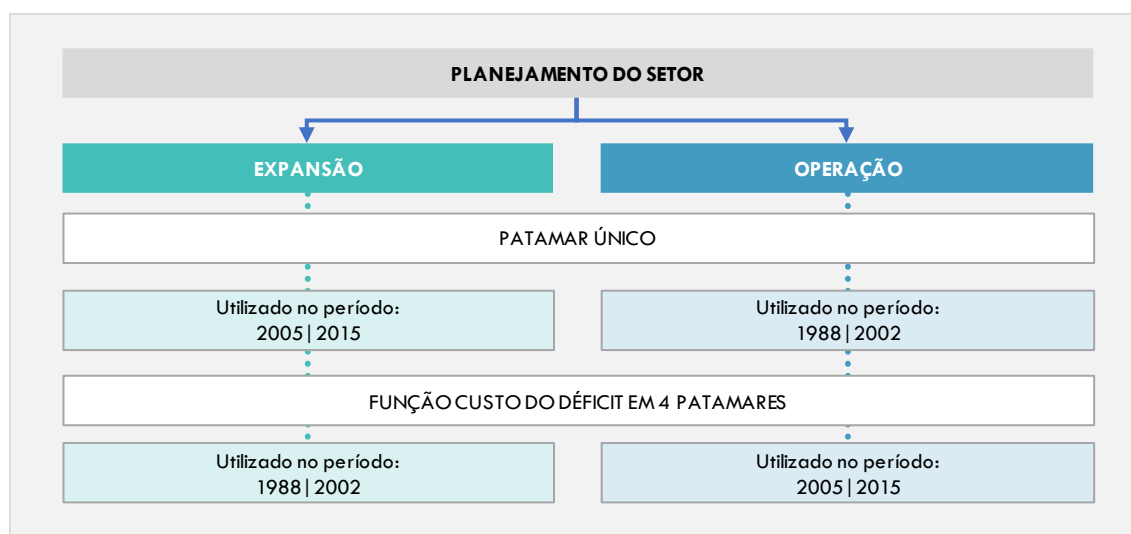 PLANEJAMENTO DO SETOR
EXPANSÃO
OPERAÇÃO
PATAMAR ÚNICO
Utilizado no período:
2005|2015
Utilizado no período:
1988|2002
FUNÇÃO CUSTO DO DÉFICIT EM 4 PATAMARES
Utilizado no período:
1988|2002
Utilizado no período:
2005|2015